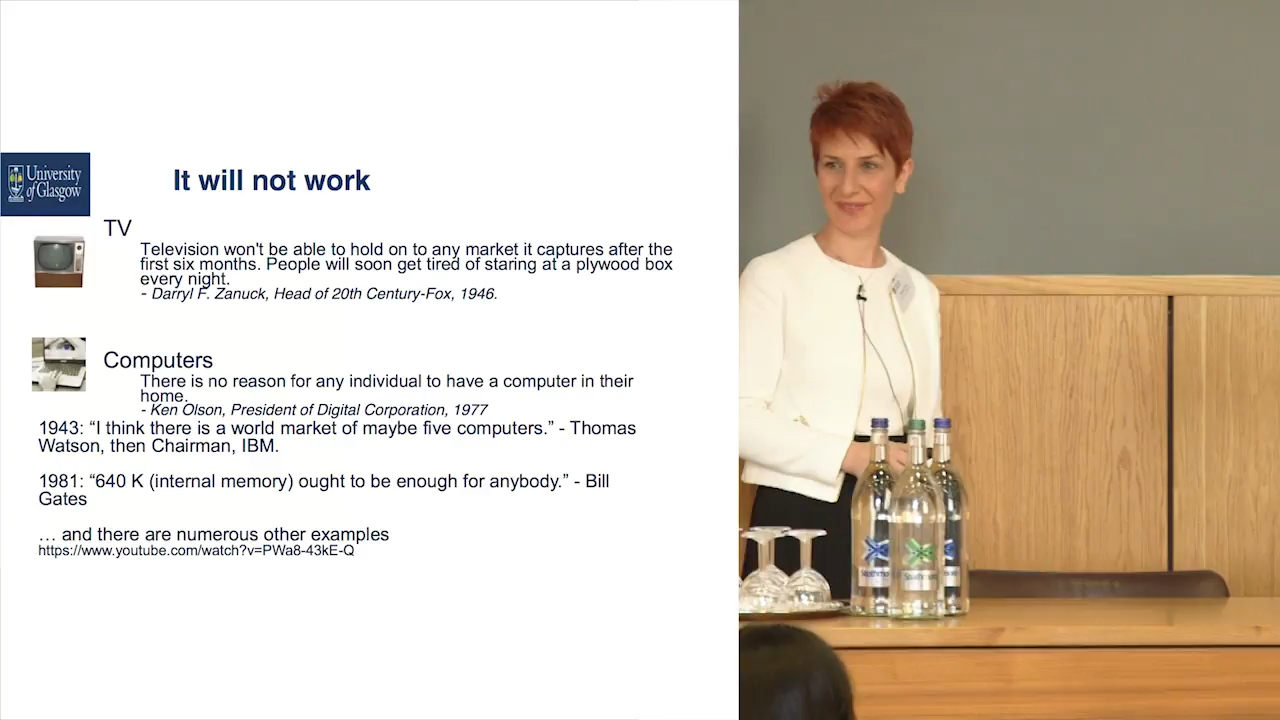 University
of Glasgow
It will not work
TV
Television won't be able to hold on to any market it captures after the
first six months. People will soon get tired of staring at a plywood box
every night.
- Darryl F. Zanuck, Head of 20th Century-Fox, 1946.
Computers
There is no reason for any individual to have a computer in their
home.
- Ken Olson, President of Digital Corporation, 1977
1943: “I think there is a world market of maybe five computers.” - Thomas
Watson, then Chairman, IBM.
1981: “640 K (internal memory) ought to be enough for anybody.” - Bill
Gates
… and there are numerous other examples
https://www.youtube.com/watch?v=PWa8-43kE-Q
Strathmore